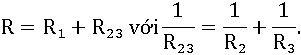 R = R₁ + R₂₃ với 1/R₂₃ = 1/R₂ + 1/R₃.